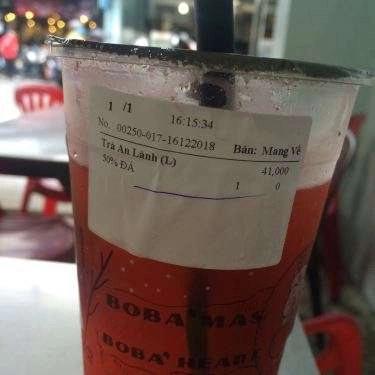 1 /1
16:15:34
No. 00250-017-16122018 Bàn: Mang Về
Trà An Lành (L) 41,000
50% ĐÁ 1 0
BOBA'MAS
BOBA' HEART